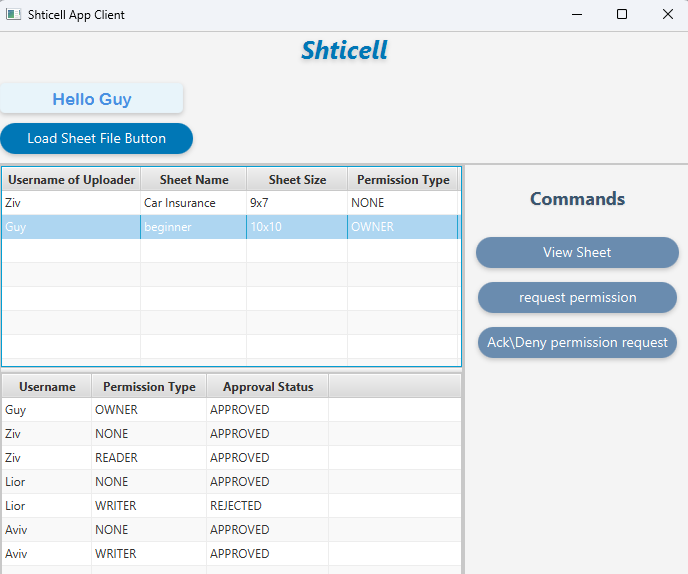 Shticell App Client
Shticell
Hello Guy
Load Sheet File Button
Username of Uploader Sheet Name Sheet Size Permission Type
Ziv Car Insurance 9x7 NONE
Guy beginner 10x10 OWNER
Commands
View Sheet
request permission
Ack\Deny permission request
Username Permission Type Approval Status
Guy OWNER APPROVED
Ziv NONE APPROVED
Ziv READER APPROVED
Lior NONE APPROVED
Lior WRITER REJECTED
Aviv NONE APPROVED
Aviv WRITER APPROVED